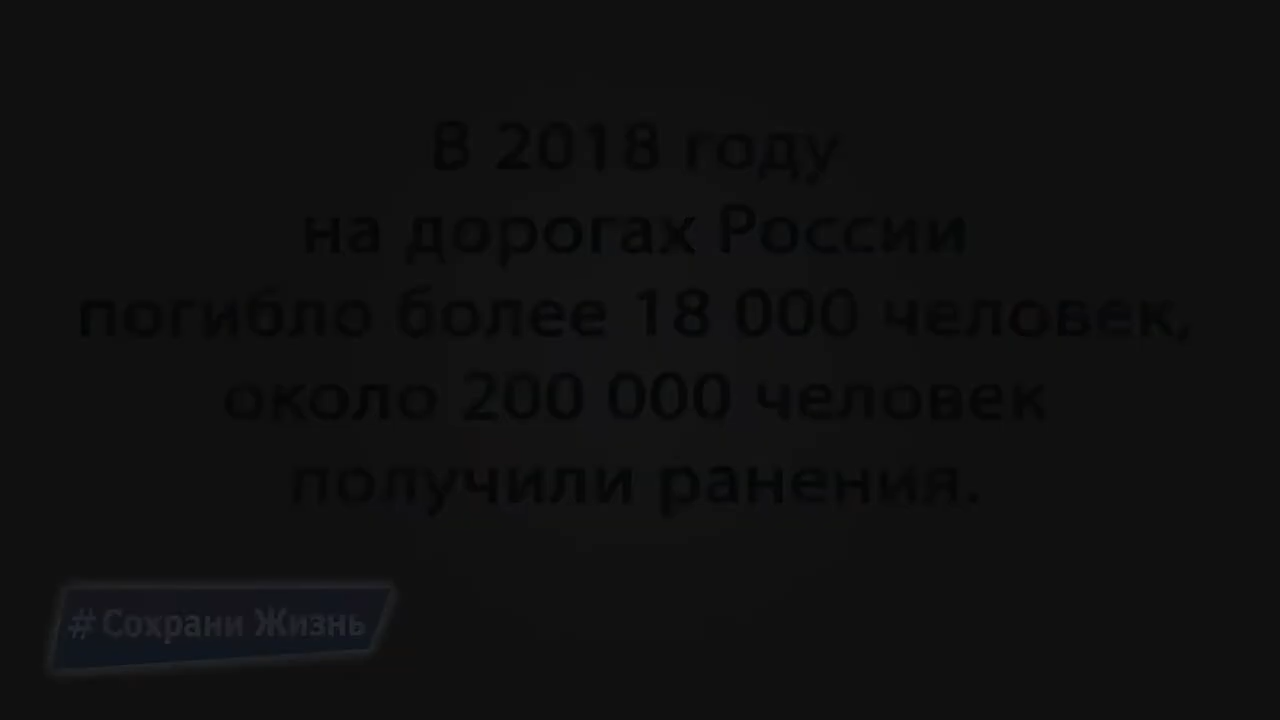 В 2018 году
на дорогах России
погибло более 18 000 человек,
около 200 000 человек
получили ранения.
# Сохрани Жизнь